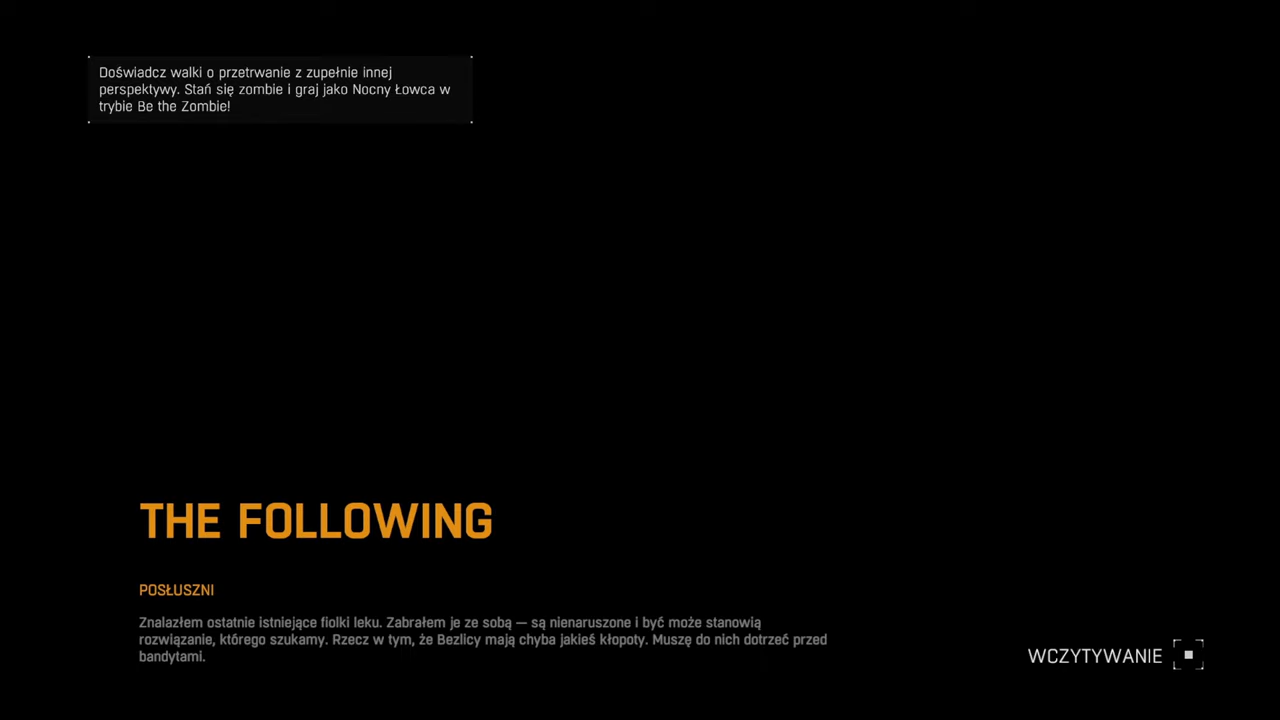 Doświadcz walki o przetrwanie z zupełnie innej
perspektywy. Stań się zombie i graj jako Nocny Łowca w
trybie Be the Zombie!
THE FOLLOWING
POSŁUSZNI
Znalazłem ostatnie istniejące fiolki leku. Zabrałem je ze sobą — są nienaruszone i być może stanowią
rozwiązanie, którego szukamy. Rzecz w tym, że Bezlicy mają chyba jakieś kłopoty. Muszę do nich dotrzeć przed
bandytami.
WCZYTYWANIE